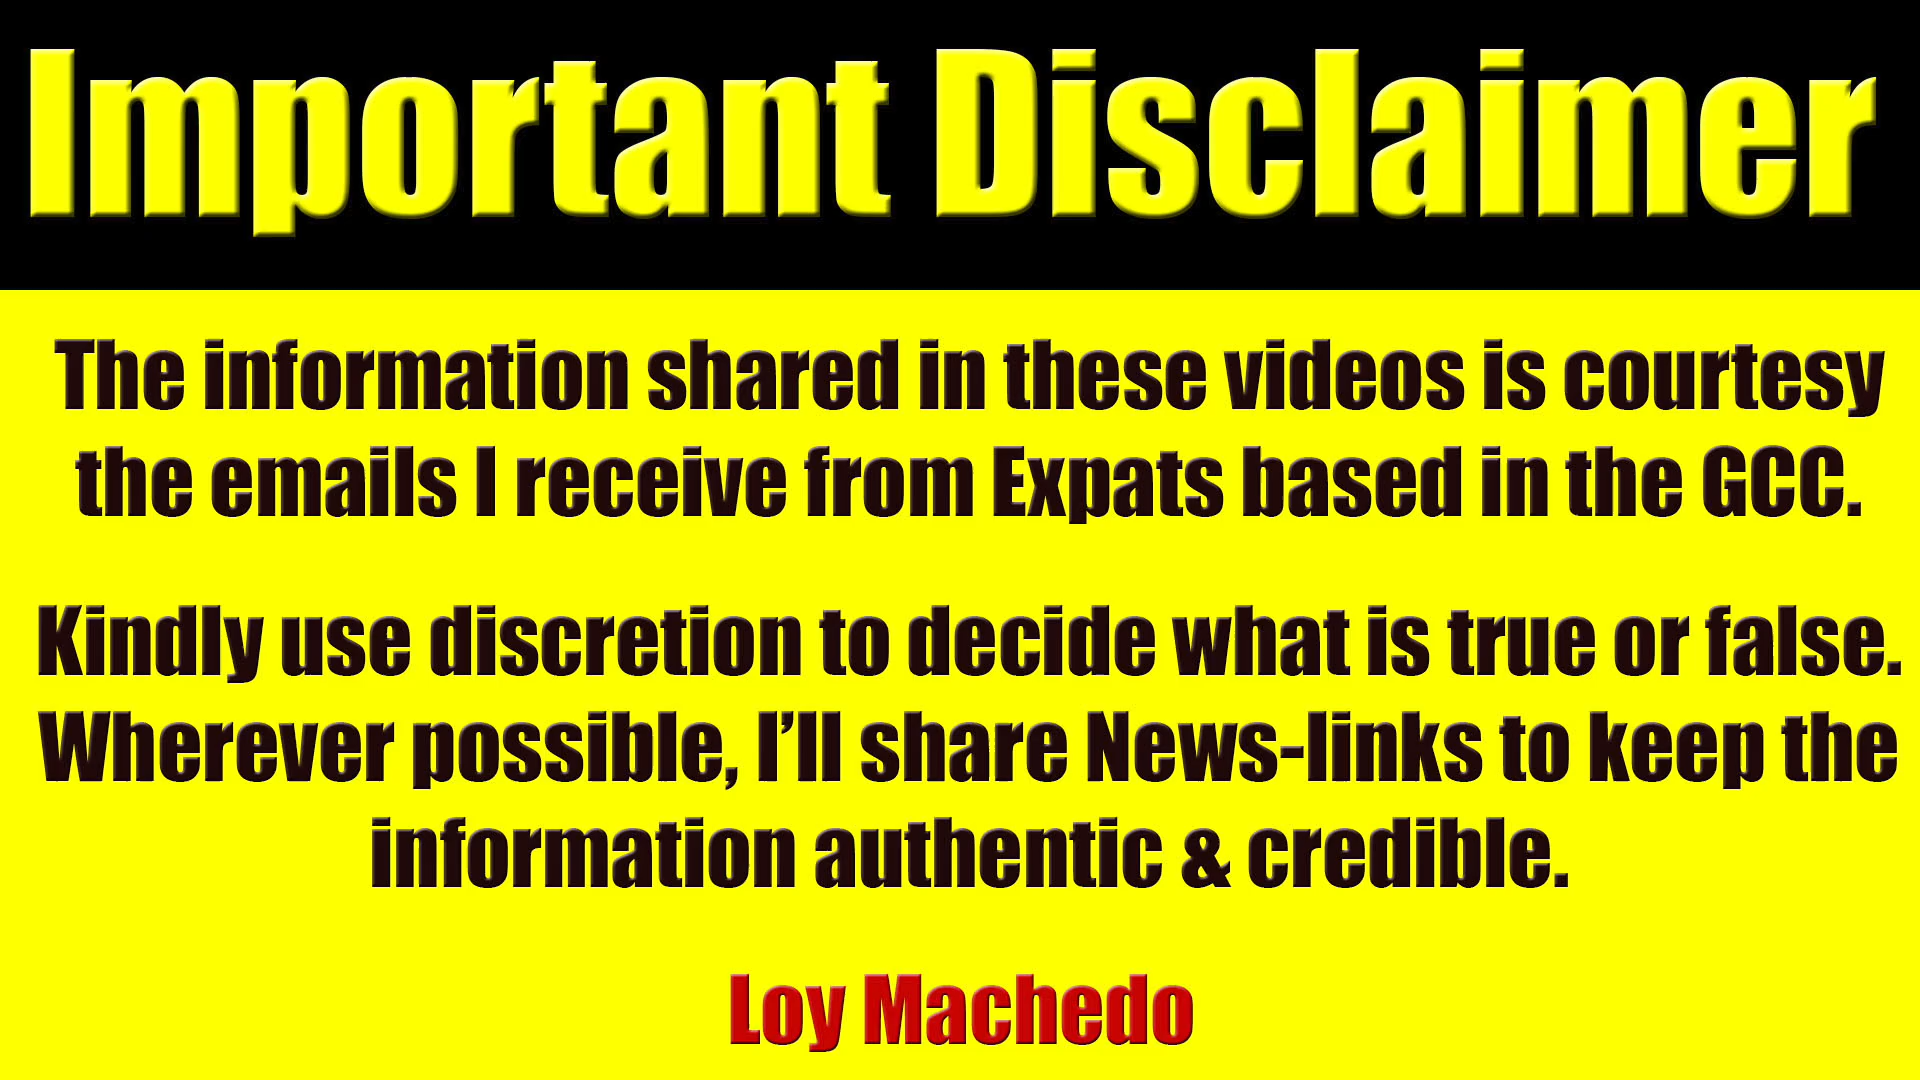 Important Disclaimer
The information shared in these videos is courtesy
the emails I receive from Expats based in the GCC.
Kindly use discretion to decide what is true or false.
Wherever possible, I’ll share News-links to keep the
information authentic & credible.
Loy Machedo